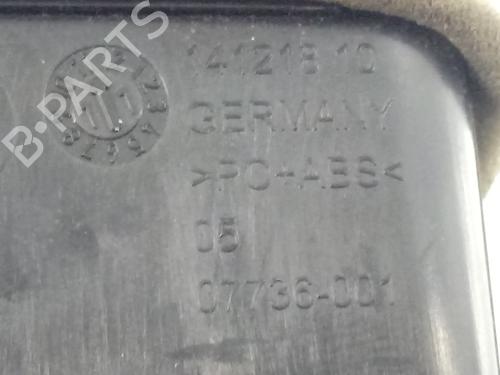 141218 10
GERMANY
>PC+ABS<
05
07736-001
B-PARTS